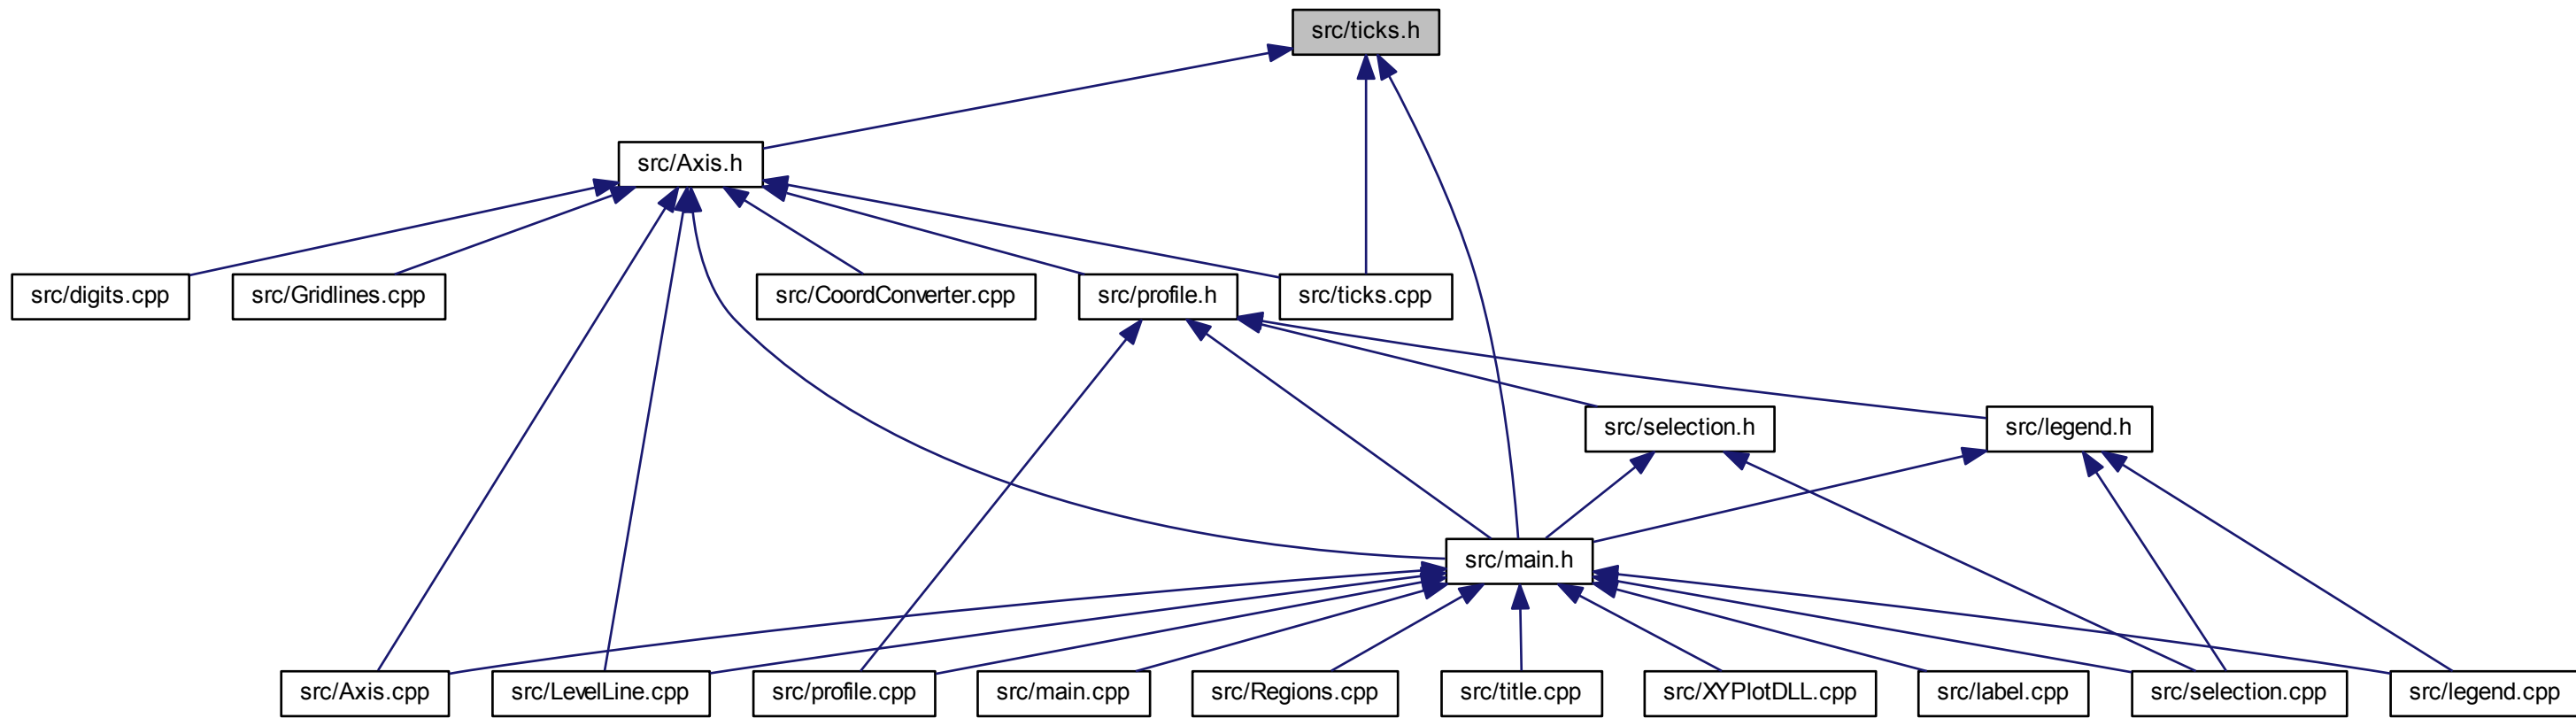 src/ticks.h
src/Axis.h
src/digits.cpp
src/Gridlines.cpp
src/CoordConverter.cpp
src/profile.h
src/ticks.cpp
src/selection.h
src/legend.h
src/main.h
src/Axis.cpp
src/LevelLine.cpp
src/profile.cpp
src/main.cpp
src/Regions.cpp
src/title.cpp
src/XYPlotDLL.cpp
src/label.cpp
src/selection.cpp
src/legend.cpp